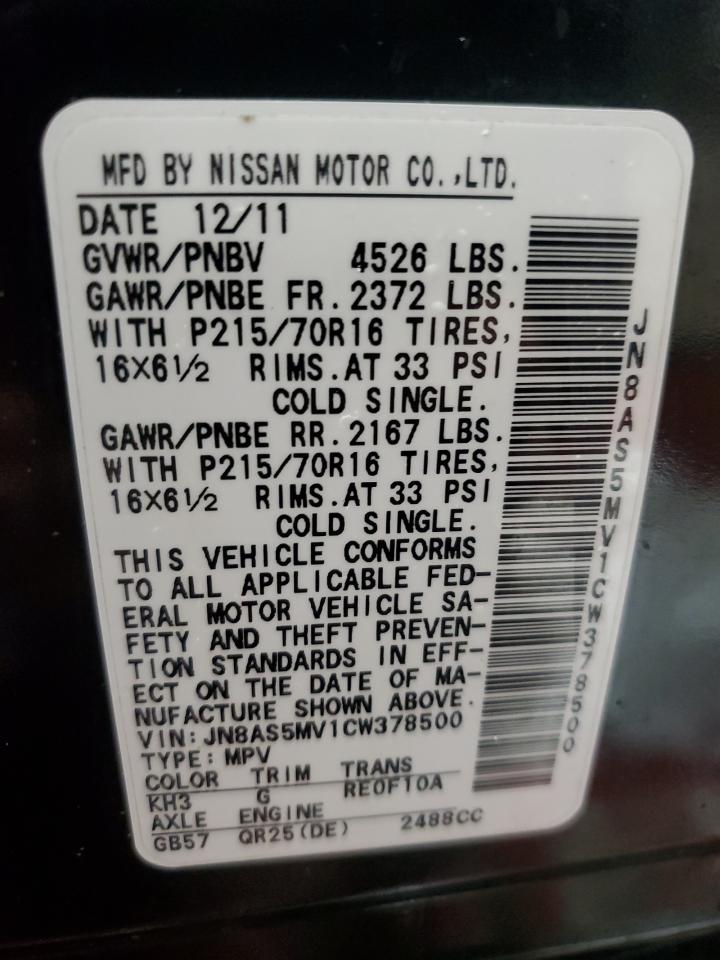 MFD BY NISSAN MOTOR CO.,LTD.
DATE 12/11
GVWR/PNBV 4526 LBS.
GAWR/PNBE FR. 2372 LBS.
WITH P215/70R16 TIRES,
16X6½ RIMS. AT 33 PSI
COLD SINGLE.
GAWR/PNBE RR. 2167 LBS.
WITH P215/70R16 TIRES,
16X6½ RIMS. AT 33 PSI
COLD SINGLE.
THIS VEHICLE CONFORMS
TO ALL APPLICABLE FED-
ERAL MOTOR VEHICLE SA-
FETY AND THEFT PREVEN-
TION STANDARDS IN EFF-
ECT ON THE DATE OF MA-
NUFACTURE SHOWN ABOVE.
VIN: JN8AS5MV1CW378500
TYPE: MPV
COLOR TRIM TRANS
KH3 G RE0F10A
AXLE ENGINE
GB57 QR25(DE) 2488CC
JN8AS5MV1CW378500